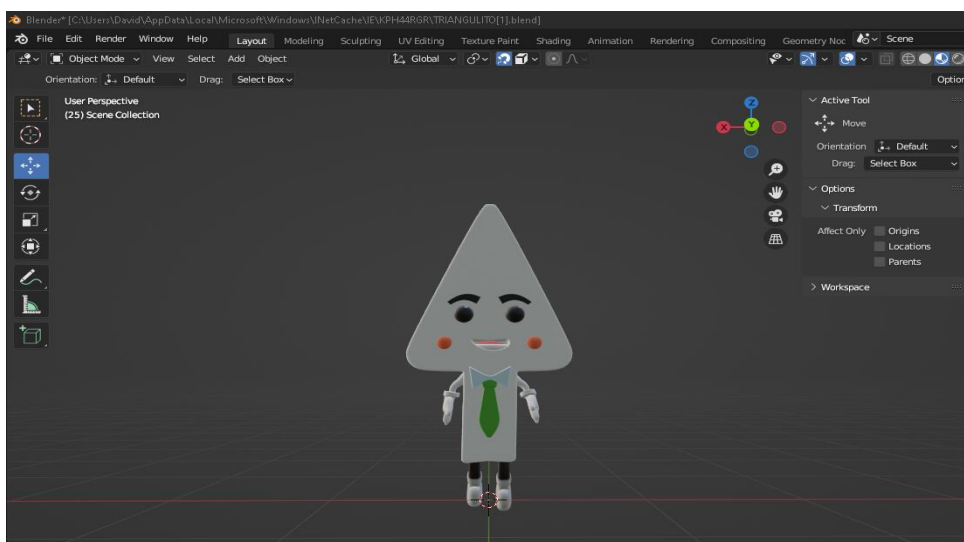 Blender* [C:\Users\David\AppData\Local\Microsoft\Windows\INetCache\IE\KPH44RGR\TRIANGULITO[1].blend]
File Edit Render Window Help Layout Modeling Sculpting UV Editing Texture Paint Shading Animation Rendering Compositing Geometry Noc Scene
Object Mode View Select Add Object Global
Orientation: Default Drag: Select Box Option
User Perspective
(25) Scene Collection
Z
X Y
Active Tool
Move
Orientation Default
Drag: Select Box
Options
Transform
Affect Only Origins
Locations
Parents
Workspace